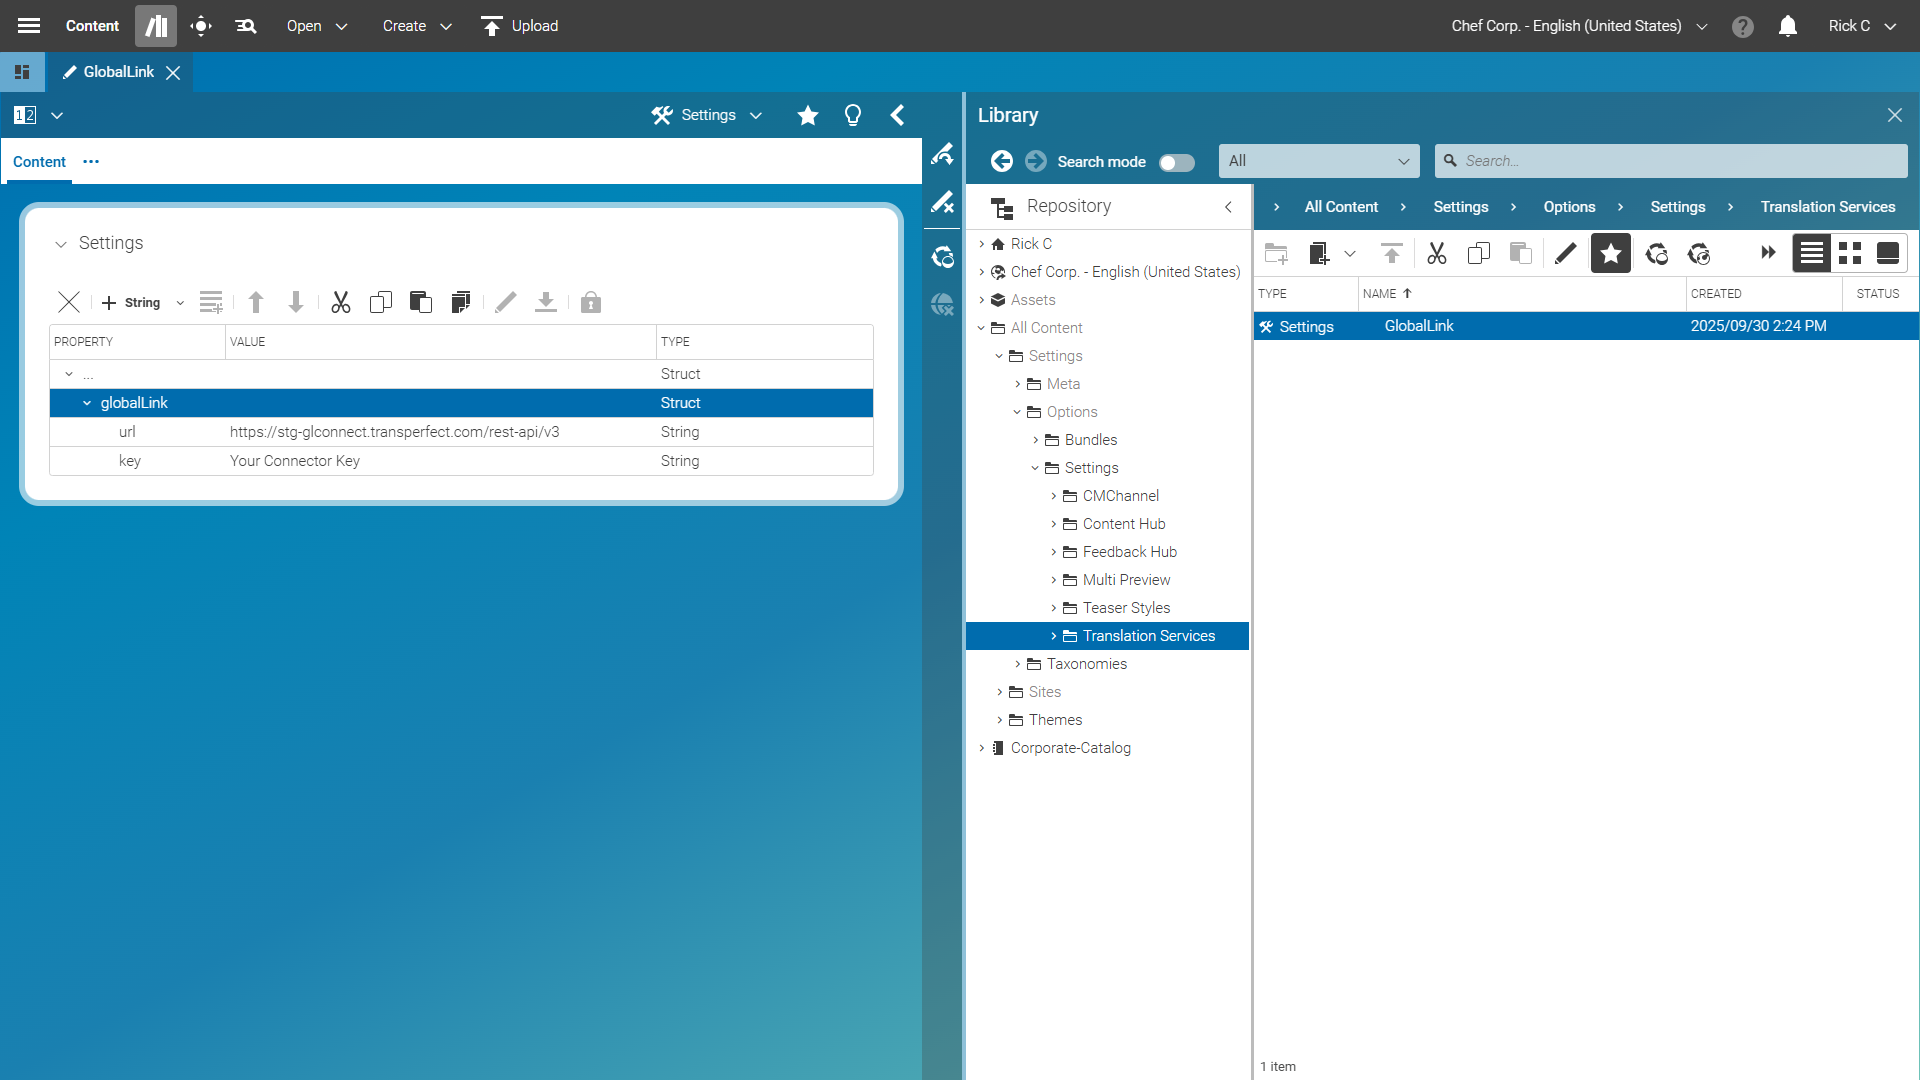 Content
Open
Create
Upload
Chef Corp. - English (United States)
Rick C
GlobalLink
12
Settings
Content
Settings
String
PROPERTY VALUE TYPE
... Struct
globalLink Struct
url https://stg-glconnect.transperfect.com/rest-api/v3 String
key Your Connector Key String
Library
Search mode
All
Search...
Repository
Rick C
Chef Corp. - English (United States)
Assets
All Content
Settings
Meta
Options
Bundles
Settings
CMChannel
Content Hub
Feedback Hub
Multi Preview
Teaser Styles
Translation Services
Taxonomies
Sites
Themes
Corporate-Catalog
All Content Settings Options Settings Translation Services
TYPE NAME CREATED STATUS
Settings GlobalLink 2025/09/30 2:24 PM
1 item